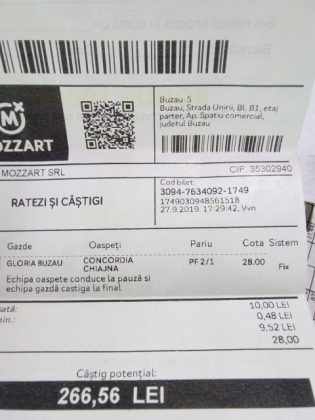 Buzau 5
Buzau, Strada Unirii, Bl. B1, etaj
parter, Ap. Spatiu comercial,
judetul Buzau
MOZZART
MOZZART SRL
CIF: 35302940
Cod bilet:
3094-7634092-1749
1749030948561518
27.9.2019. 17:29:42, Vvn
RATEZI ȘI CÂȘTIGI
Gazde Oaspeți Pariu Cota Sistem
GLORIA BUZAU CONCORDIA CHIAJNA PF 2/1 28.00 Fix
Echipa oaspete conduce la pauză si
echipa gazdă castiga la final
10,00 LEI
0,48 LEI
9,52 LEI
28,00
Câștig potențial:
266,56 LEI